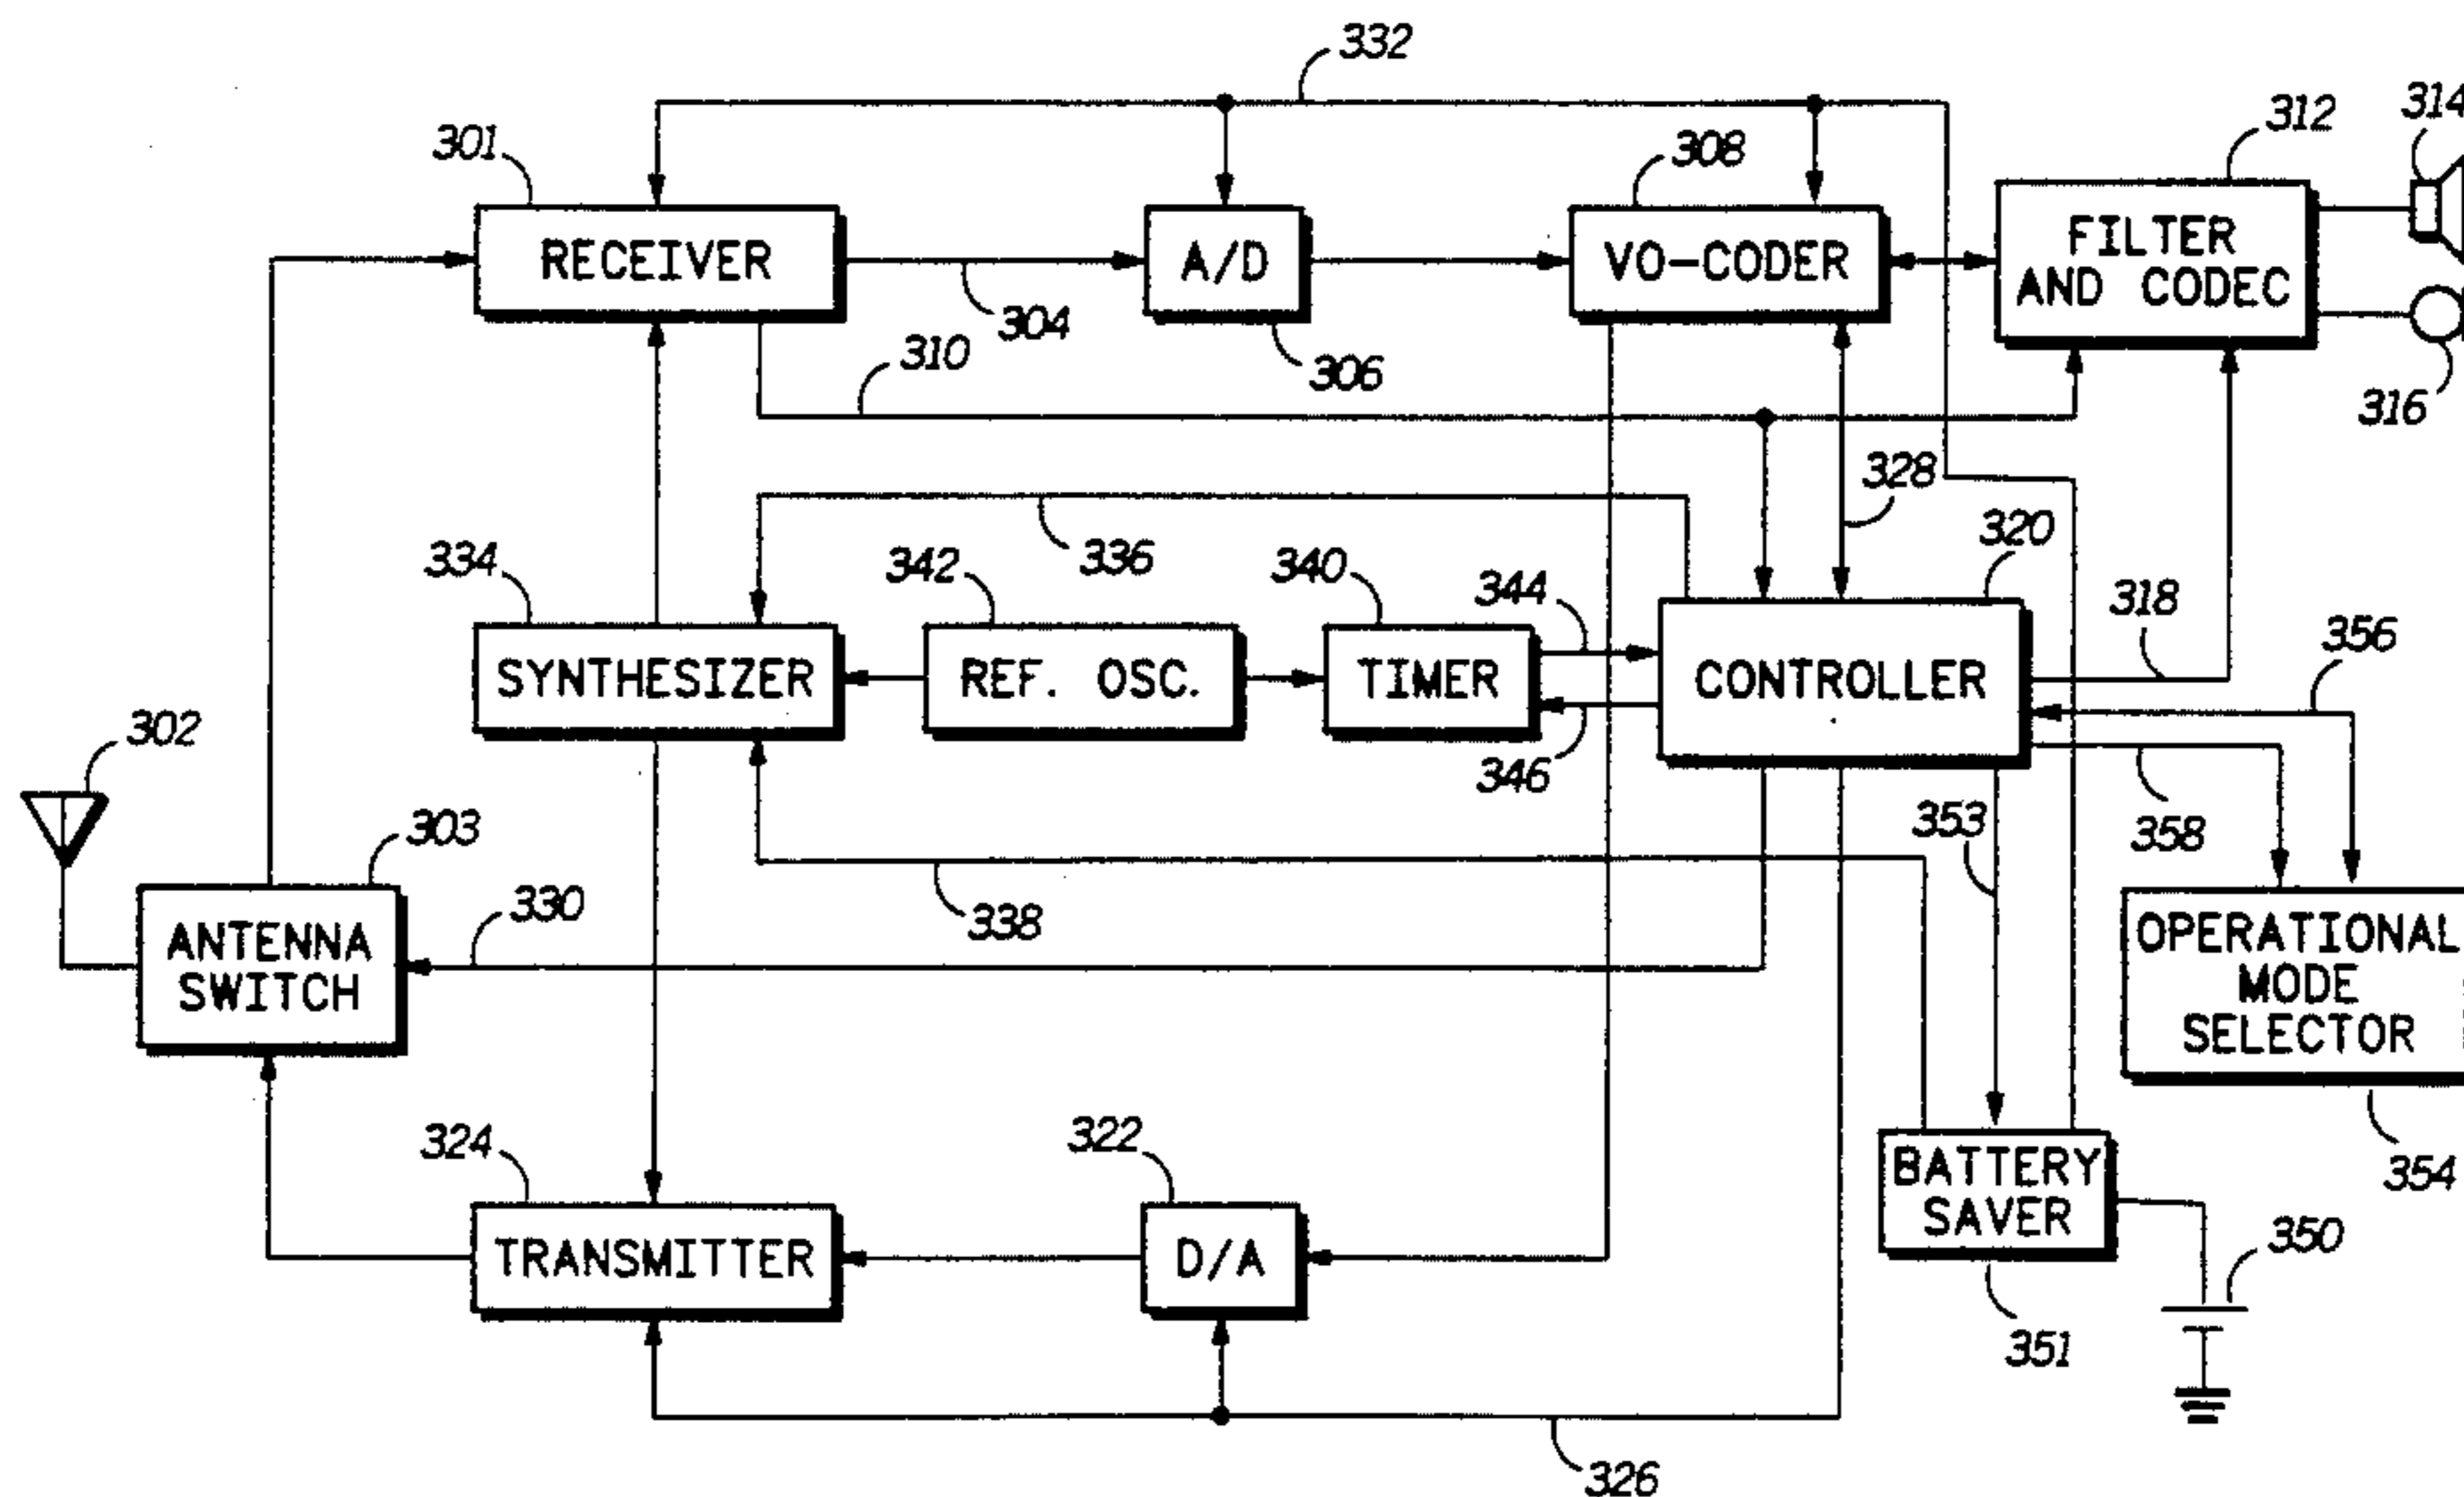 332
314
312
301
308
RECEIVER
A/D
VO-CODER
FILTER
AND CODEC
304
310
306
316
328
334
342
336
340
344
320
318
356
SYNTHESIZER
REF. OSC.
TIMER
CONTROLLER
302
346
303
353
358
330
338
ANTENNA
SWITCH
OPERATIONAL
MODE
SELECTOR
324
322
354
BATTERY
SAVER
TRANSMITTER
D/A
350
351
326